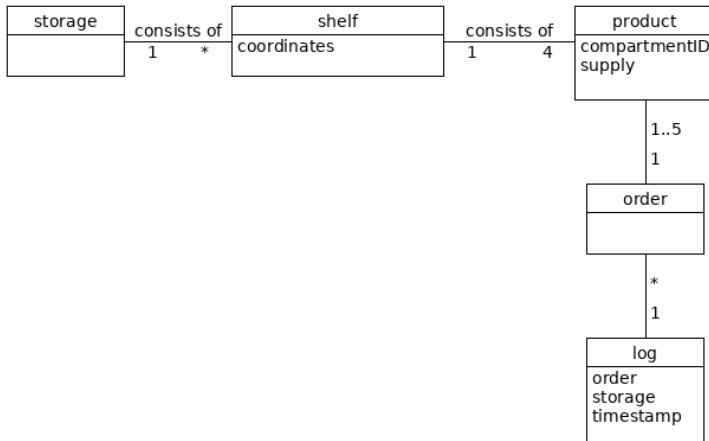 storage
consists of
1 *
shelf
coordinates
consists of
1 4
product
compartmentID
supply
1..5
1
order
*
1
log
order
storage
timestamp